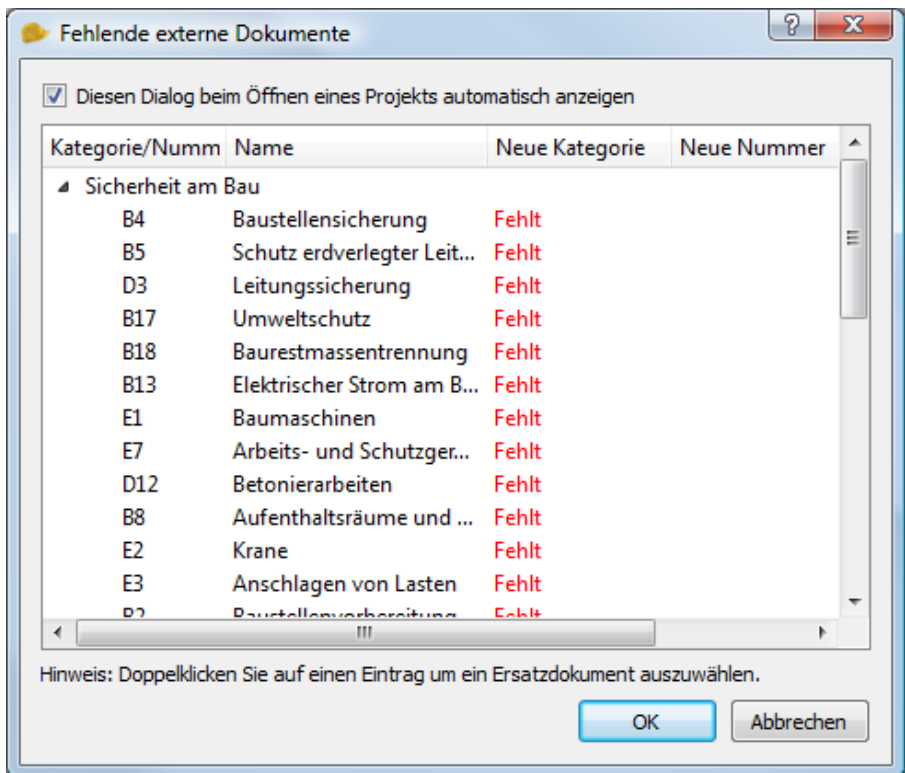 Fehlende externe Dokumente
Diesen Dialog beim Öffnen eines Projekts automatisch anzeigen
Kategorie/Numm Name Neue Kategorie Neue Nummer
Sicherheit am Bau
B4 Baustellensicherung Fehlt
B5 Schutz erdverlegter Leit... Fehlt
D3 Leitungssicherung Fehlt
B17 Umweltschutz Fehlt
B18 Baurestmassentrennung Fehlt
B13 Elektrischer Strom am B... Fehlt
E1 Baumaschinen Fehlt
E7 Arbeits- und Schutzger... Fehlt
D12 Betonierarbeiten Fehlt
B8 Aufenthaltsräume und ... Fehlt
E2 Krane Fehlt
E3 Anschlagen von Lasten Fehlt
B2 Baustellenvorbereitung Fehlt
Hinweis: Doppelklicken Sie auf einen Eintrag um ein Ersatzdokument auszuwählen.
OK Abbrechen